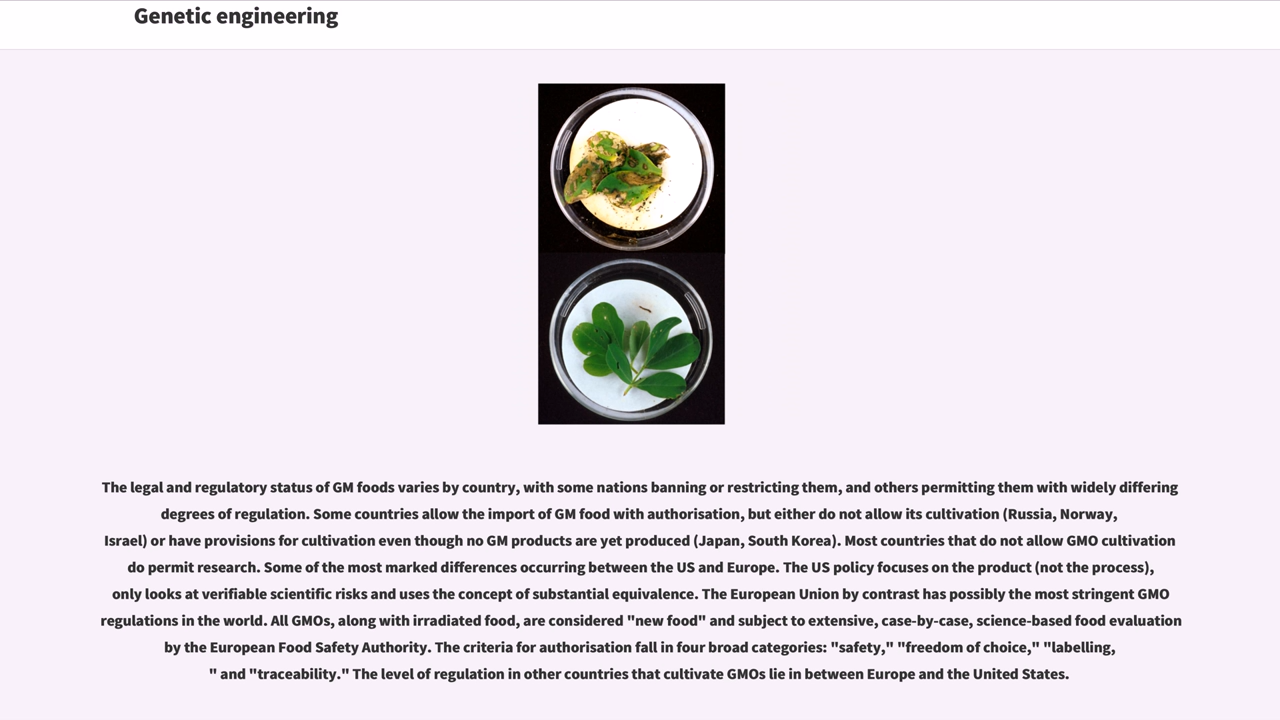 Genetic engineering
The legal and regulatory status of GM foods varies by country, with some nations banning or restricting them, and others permitting them with widely differing
degrees of regulation. Some countries allow the import of GM food with authorisation, but either do not allow its cultivation (Russia, Norway,
Israel) or have provisions for cultivation even though no GM products are yet produced (Japan, South Korea). Most countries that do not allow GMO cultivation
do permit research. Some of the most marked differences occurring between the US and Europe. The US policy focuses on the product (not the process),
only looks at verifiable scientific risks and uses the concept of substantial equivalence. The European Union by contrast has possibly the most stringent GMO
regulations in the world. All GMOs, along with irradiated food, are considered "new food" and subject to extensive, case-by-case, science-based food evaluation
by the European Food Safety Authority. The criteria for authorisation fall in four broad categories: "safety," "freedom of choice," "labelling,
" and "traceability." The level of regulation in other countries that cultivate GMOs lie in between Europe and the United States.